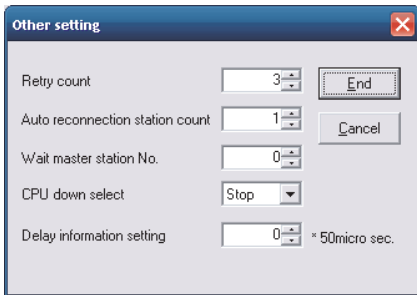 Other setting
Retry count 3 End
Auto reconnection station count 1 Cancel
Wait master station No. 0
CPU down select Stop
Delay information setting 0 * 50micro sec.